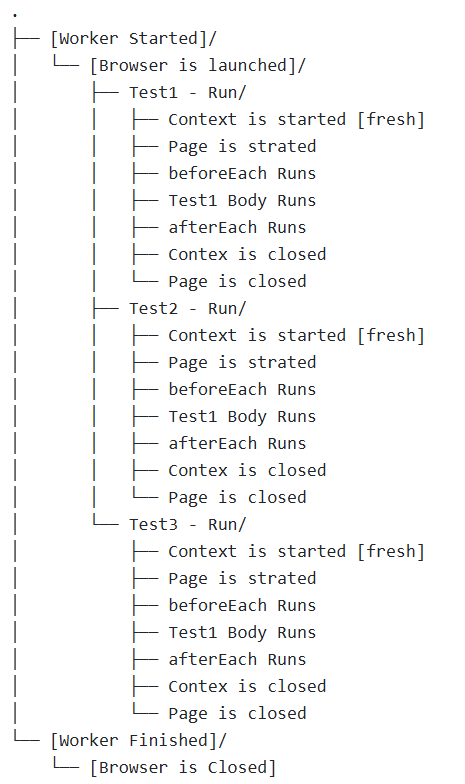 .
├── [Worker Started]/
│   └── [Browser is launched]/
│       ├── Test1 - Run/
│       │   ├── Context is started [fresh]
│       │   ├── Page is strated
│       │   ├── beforeEach Runs
│       │   ├── Test1 Body Runs
│       │   ├── afterEach Runs
│       │   ├── Contex is closed
│       │   └── Page is closed
│       ├── Test2 - Run/
│       │   ├── Context is started [fresh]
│       │   ├── Page is strated
│       │   ├── beforeEach Runs
│       │   ├── Test1 Body Runs
│       │   ├── afterEach Runs
│       │   ├── Contex is closed
│       │   └── Page is closed
│       └── Test3 - Run/
│           ├── Context is started [fresh]
│           ├── Page is strated
│           ├── beforeEach Runs
│           ├── Test1 Body Runs
│           ├── afterEach Runs
│           ├── Contex is closed
│           └── Page is closed
└── [Worker Finished]/
    └── [Browser is Closed]